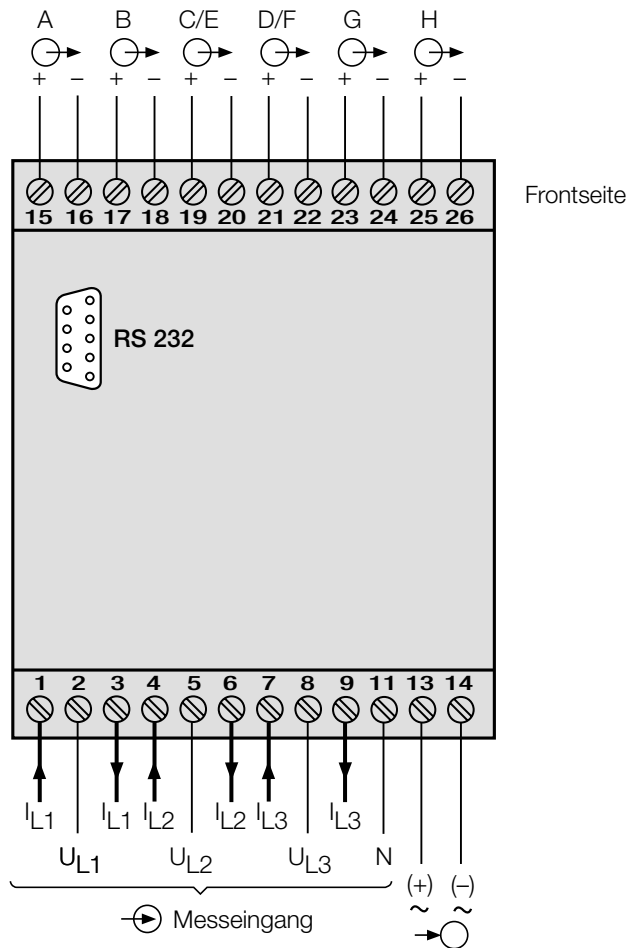 A B C/E D/F G H
+ − + − + − + − + − + −
15 16 17 18 19 20 21 22 23 24 25 26
Frontseite
RS 232
1 2 3 4 5 6 7 8 9 11 13 14
IL1 IL1 IL2 IL2 IL3 IL3
UL1 UL2 UL3 N
(+) (−)
~ ~
Messeingang